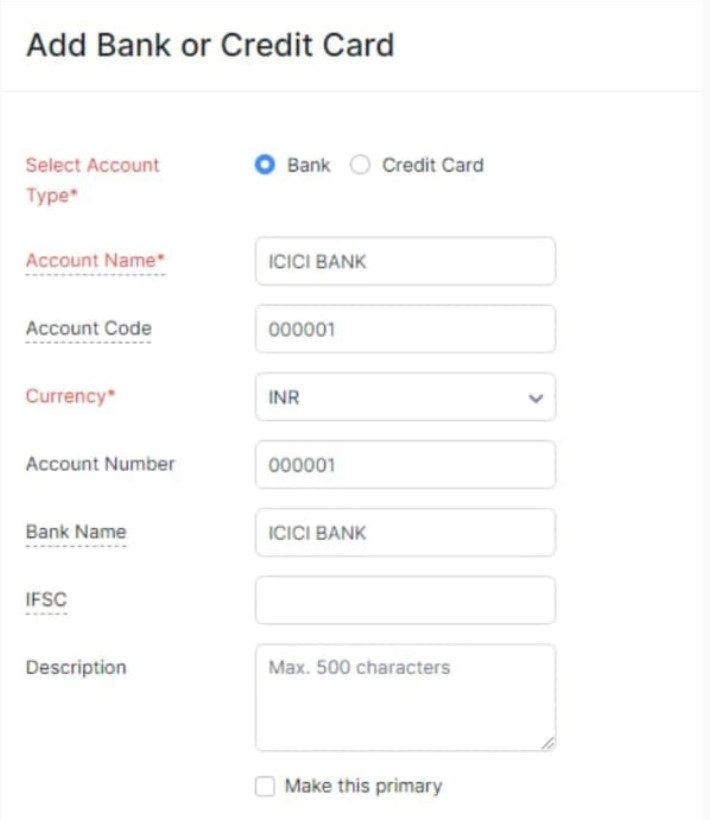 Add Bank or Credit Card
Select Account Type*
Bank
Credit Card
Account Name*
ICICI BANK
Account Code
000001
Currency*
INR
Account Number
000001
Bank Name
ICICI BANK
IFSC
Description
Max. 500 characters
Make this primary